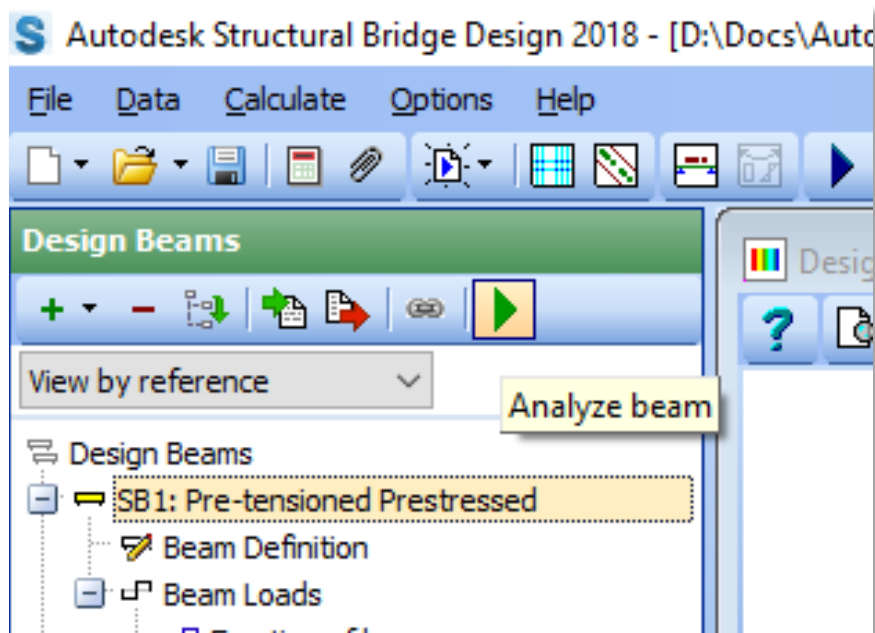 Autodesk Structural Bridge Design 2018 - [D:\Docs\Auto
File Data Calculate Options Help
Design Beams
Desig
View by reference
Analyze beam
Design Beams
SB1: Pre-tensioned Prestressed
Beam Definition
Beam Loads